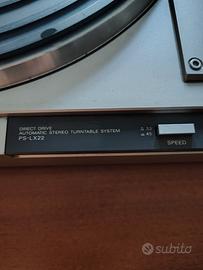 DIRECT DRIVE
AUTOMATIC STEREO TURNTABLE SYSTEM
PS-LX22
33
45
SPEED
subito